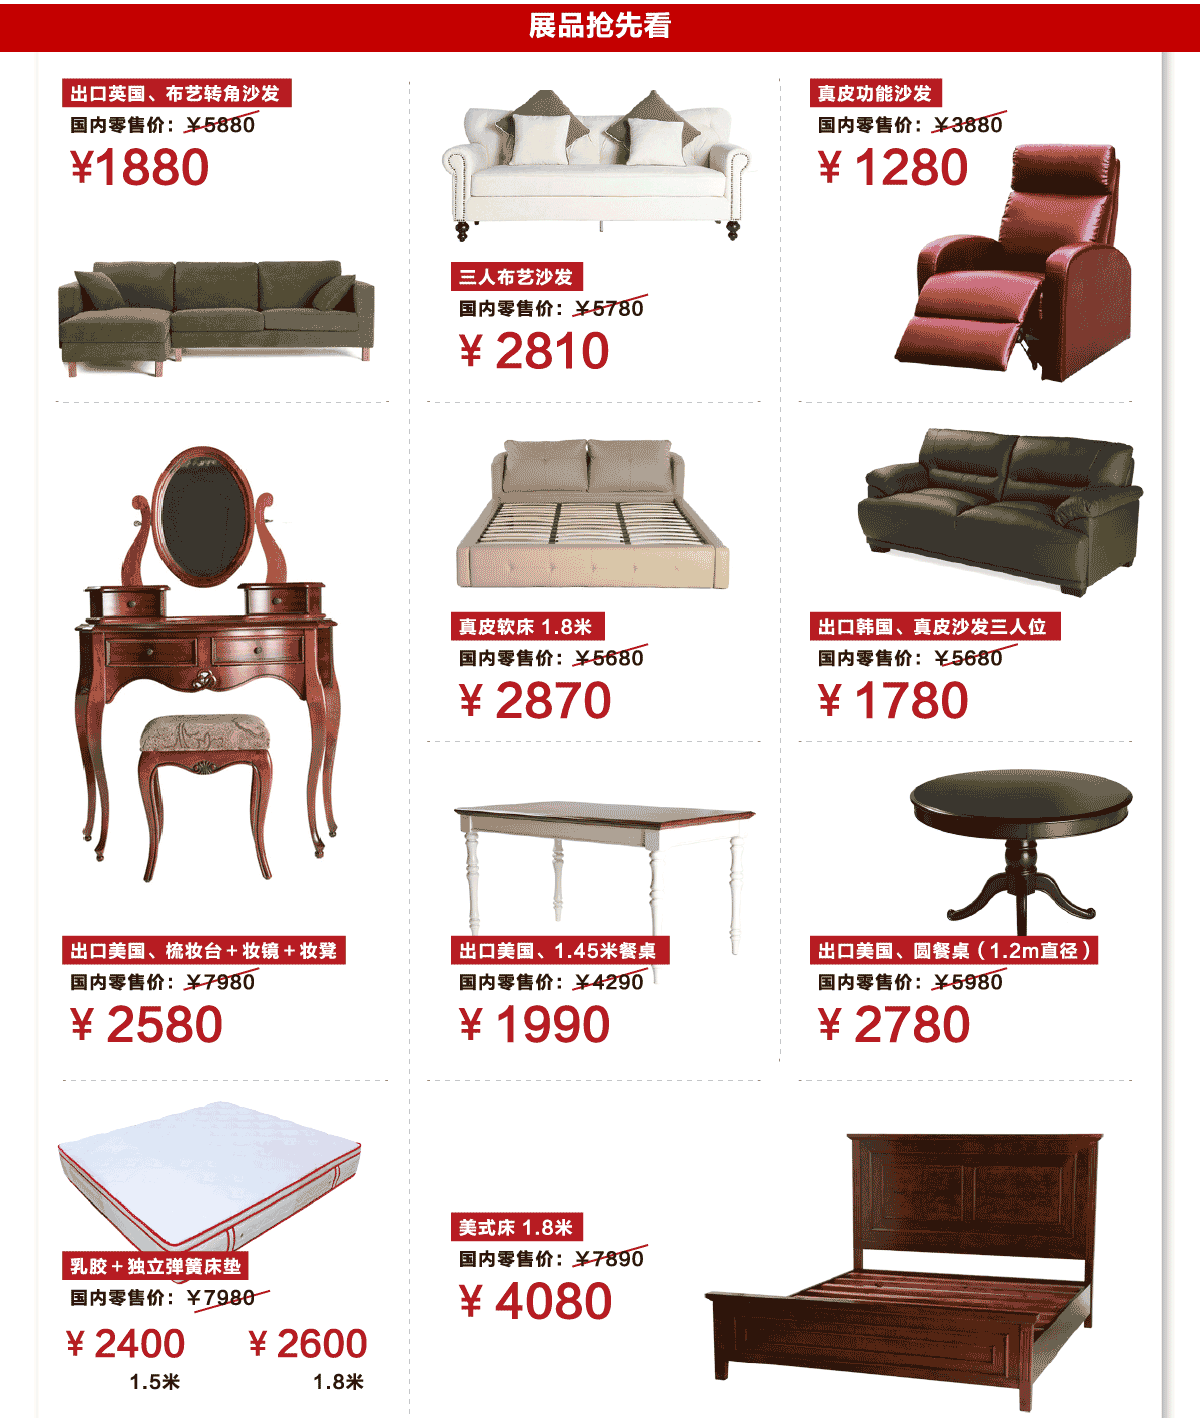 展品抢先看
出口英国、布艺转角沙发
国内零售价：￥5880
¥1880
三人布艺沙发
国内零售价：￥5780
¥ 2810
真皮功能沙发
国内零售价：￥3880
¥ 1280
出口美国、梳妆台＋妆镜＋妆凳
国内零售价：￥7980
¥ 2580
真皮软床 1.8米
国内零售价：￥5680
¥ 2870
出口韩国、真皮沙发三人位
国内零售价：￥5680
¥ 1780
出口美国、1.45米餐桌
国内零售价：￥4290
¥ 1990
出口美国、圆餐桌（1.2m直径）
国内零售价：￥5980
¥ 2780
乳胶＋独立弹簧床垫
国内零售价：￥7980
¥ 2400 ¥ 2600
1.5米 1.8米
美式床 1.8米
国内零售价：￥7890
¥ 4080